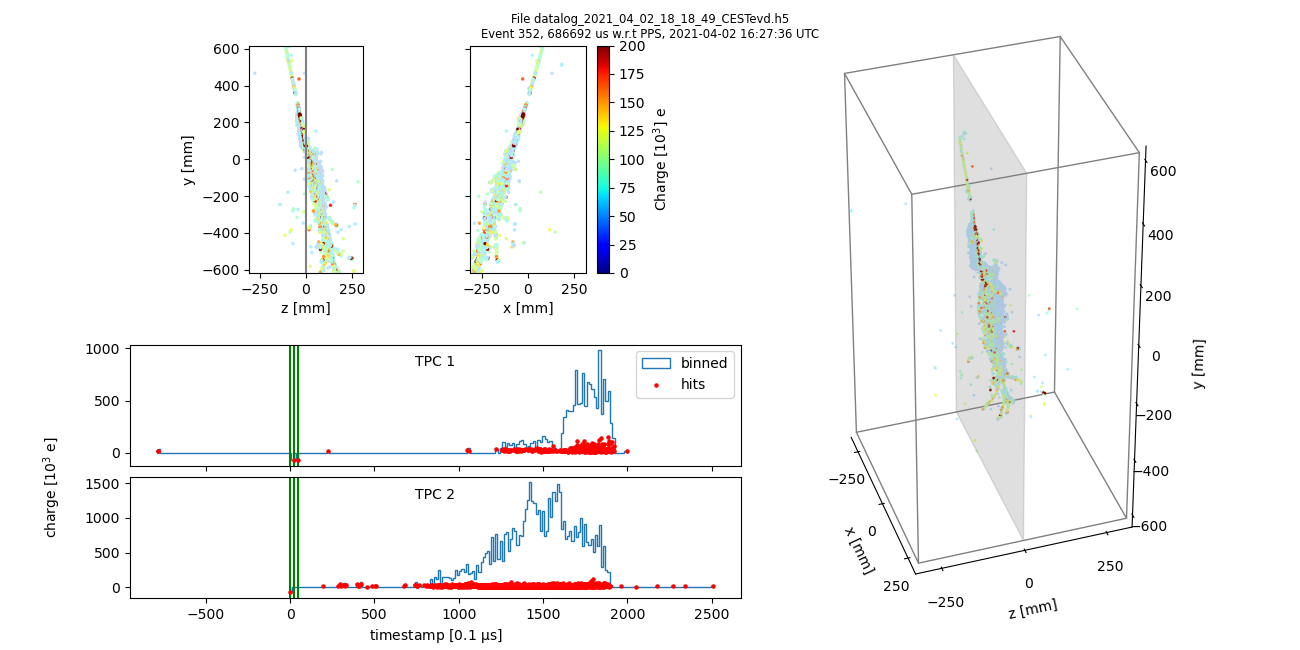 File datalog_2021_04_02_18_18_49_CESTevd.h5
Event 352, 686692 us w.r.t PPS, 2021-04-02 16:27:36 UTC
600
400
200
0
−200
−400
−600
y [mm]
−250 0 250
z [mm]
−250 0 250
x [mm]
200
175
150
125
100
75
50
25
0
Charge [10³] e
600
400
200
0
−200
−400
−600
y [mm]
−250
0
250
x [mm]
−250
0
250
z [mm]
TPC 1
binned
hits
1000
500
0
TPC 2
1500
1000
500
0
charge [10³ e]
−500 0 500 1000 1500 2000 2500
timestamp [0.1 µs]